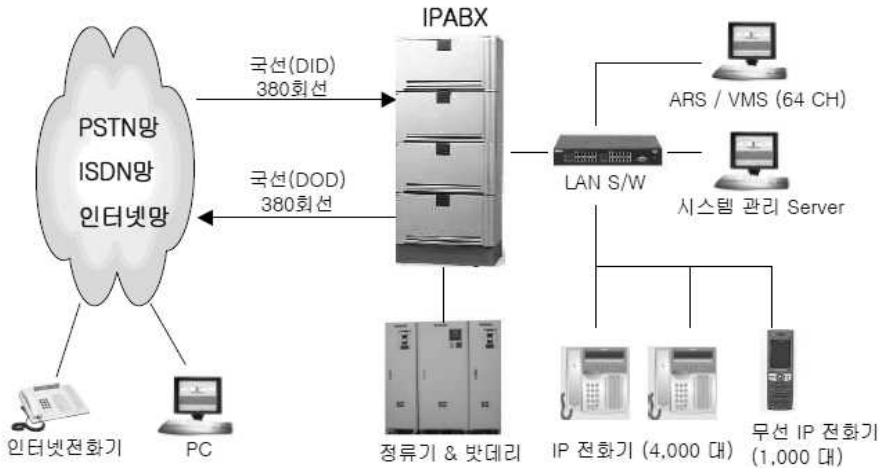 IPABX
국선(DID)
380회선
PSTN망
ISDN망
인터넷망
국선(DOD)
380회선
ARS / VMS (64 CH)
LAN S/W
시스템 관리 Server
인터넷전화기
PC
정류기 & 밧데리
IP 전화기 (4,000 대)
무선 IP 전화기
(1,000 대)